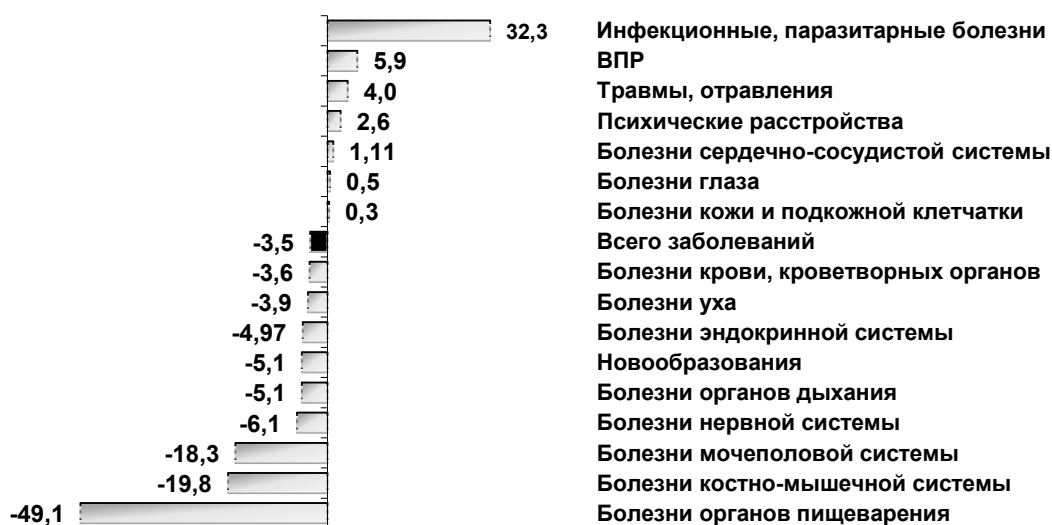 32,3 Инфекционные, паразитарные болезни
5,9 ВПР
4,0 Травмы, отравления
2,6 Психические расстройства
1,11 Болезни сердечно-сосудистой системы
0,5 Болезни глаза
0,3 Болезни кожи и подкожной клетчатки
-3,5 Всего заболеваний
-3,6 Болезни крови, кроветворных органов
-3,9 Болезни уха
-4,97 Болезни эндокринной системы
-5,1 Новообразования
-5,1 Болезни органов дыхания
-6,1 Болезни нервной системы
-18,3 Болезни мочеполовой системы
-19,8 Болезни костно-мышечной системы
-49,1 Болезни органов пищеварения